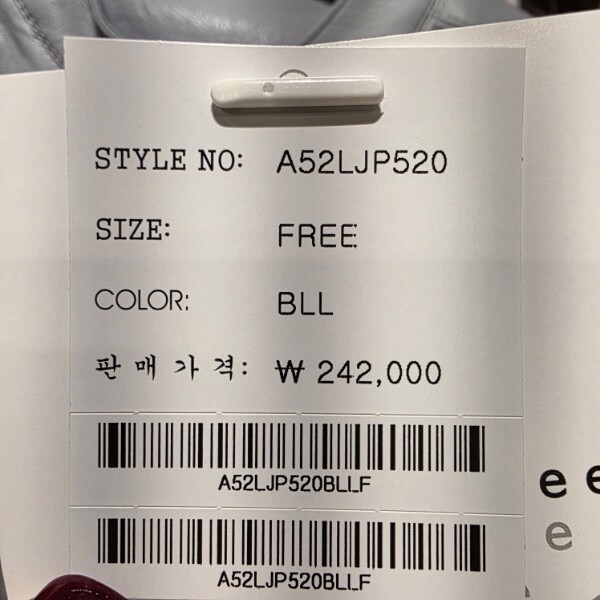 STYLE NO: A52LJP520
SIZE: FREE
COLOR: BLL
판 매 가 격: ₩ 242,000
A52LJP520BLLF
A52LJP520BLLF
e e
e